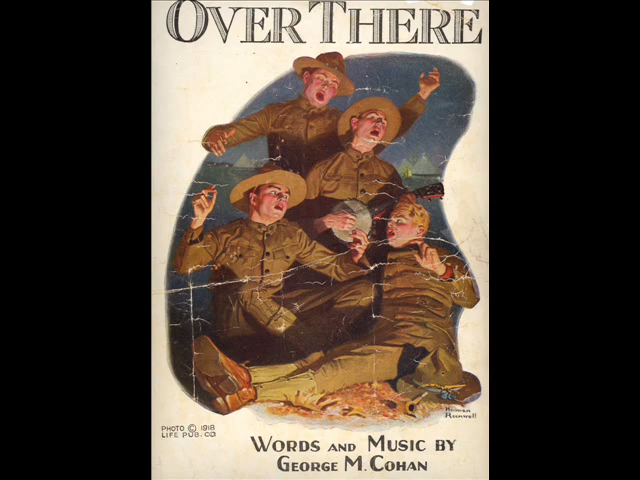 OVER THERE
Norman
Rockwell
PHOTO © 1918
LIFE PUB. CO.
WORDS AND MUSIC BY
GEORGE M. COHAN